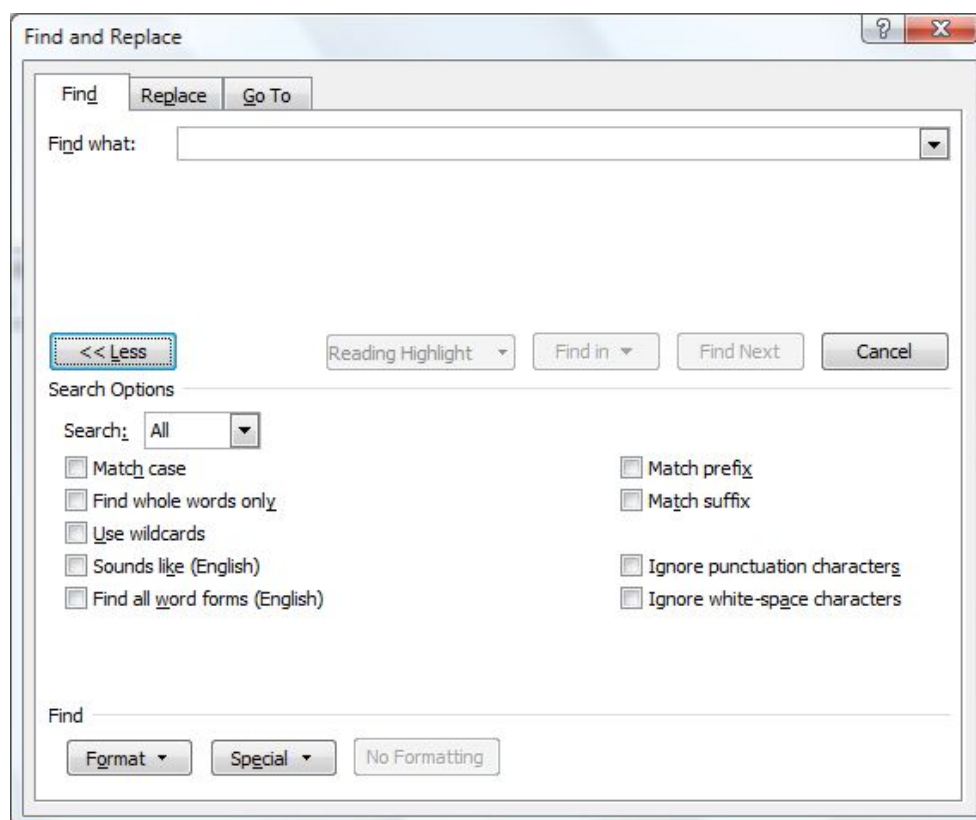 Find and Replace
Find Replace Go To
Find what:
<< Less Reading Highlight Find in Find Next Cancel
Search Options
Search: All
Match case Match prefix
Find whole words only Match suffix
Use wildcards
Sounds like (English) Ignore punctuation characters
Find all word forms (English) Ignore white-space characters
Find
Format Special No Formatting